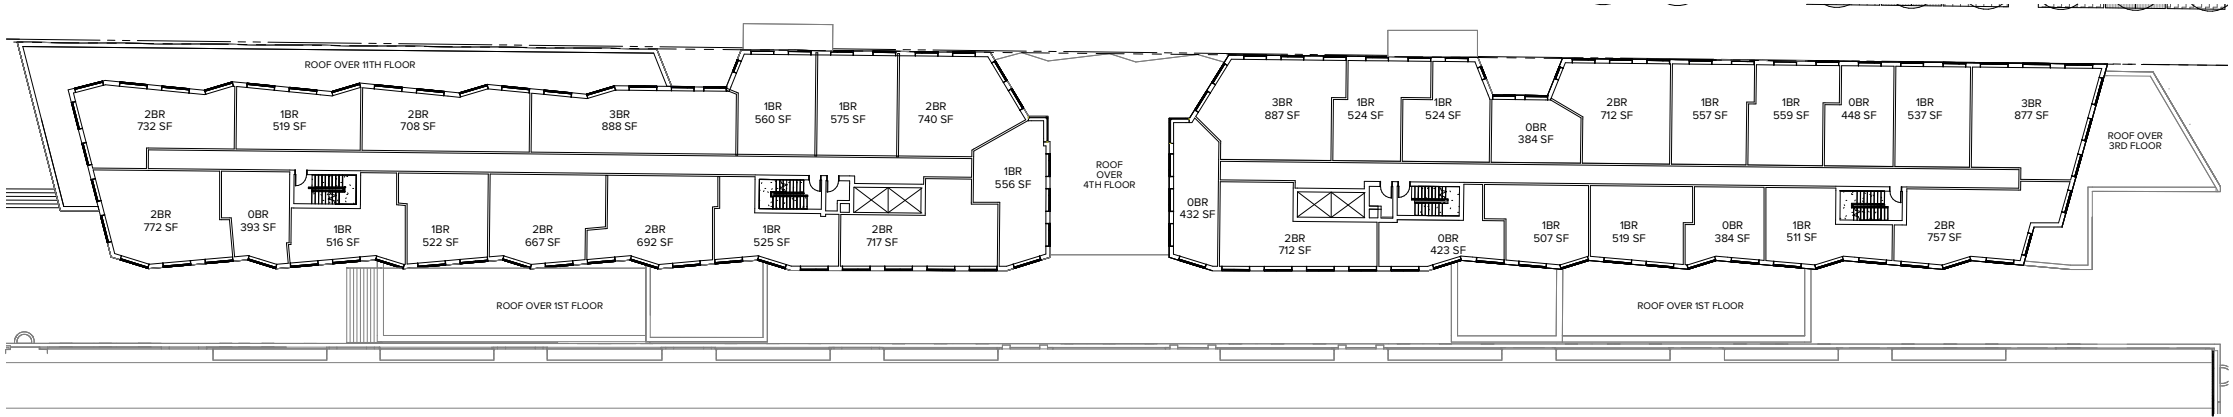 ROOF OVER 11TH FLOOR
2BR
732 SF
1BR
519 SF
2BR
708 SF
3BR
888 SF
1BR
560 SF
1BR
575 SF
2BR
740 SF
1BR
556 SF
2BR
772 SF
0BR
393 SF
1BR
516 SF
1BR
522 SF
2BR
667 SF
2BR
692 SF
1BR
525 SF
2BR
717 SF
ROOF
OVER
4TH FLOOR
3BR
887 SF
1BR
524 SF
1BR
524 SF
0BR
384 SF
2BR
712 SF
1BR
557 SF
1BR
559 SF
0BR
448 SF
1BR
537 SF
3BR
877 SF
ROOF OVER
3RD FLOOR
0BR
432 SF
2BR
712 SF
0BR
423 SF
1BR
507 SF
1BR
519 SF
0BR
384 SF
1BR
511 SF
2BR
757 SF
ROOF OVER 1ST FLOOR
ROOF OVER 1ST FLOOR